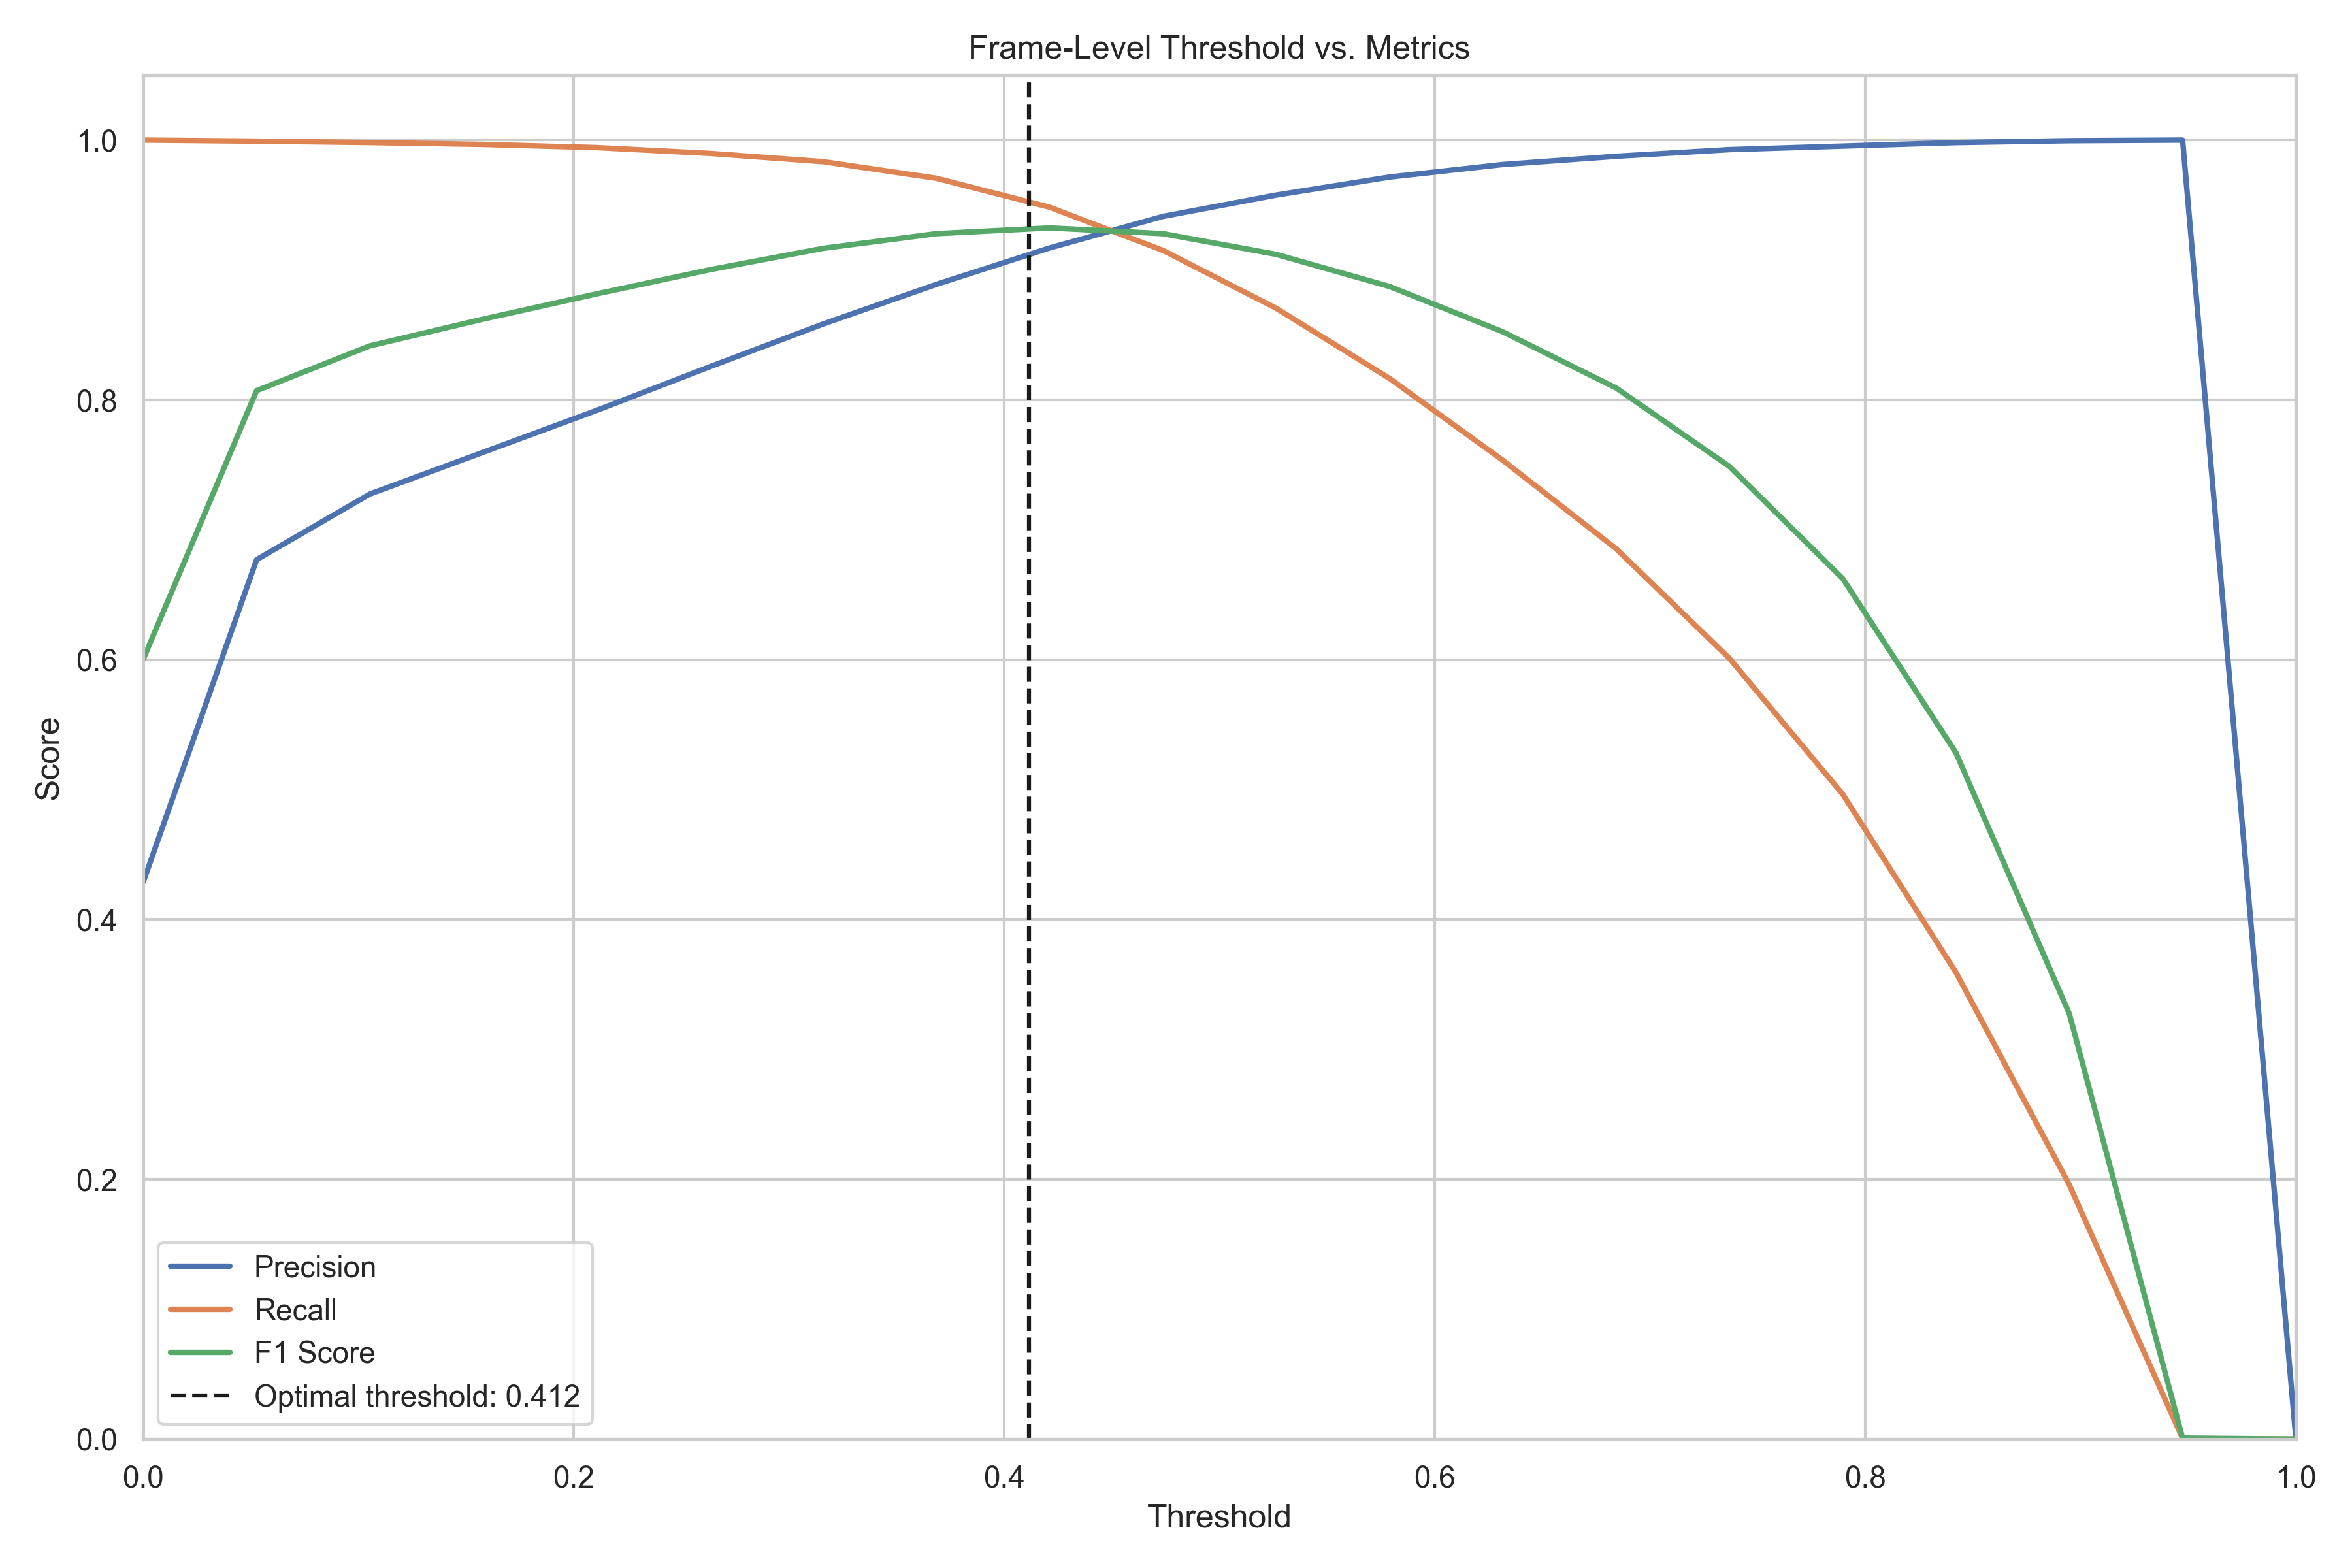 Frame-Level Threshold vs. Metrics
1.0
0.8
0.6
0.4
0.2
0.0
Score
Precision
Recall
F1 Score
Optimal threshold: 0.412
0.0 0.2 0.4 0.6 0.8 1.0
Threshold